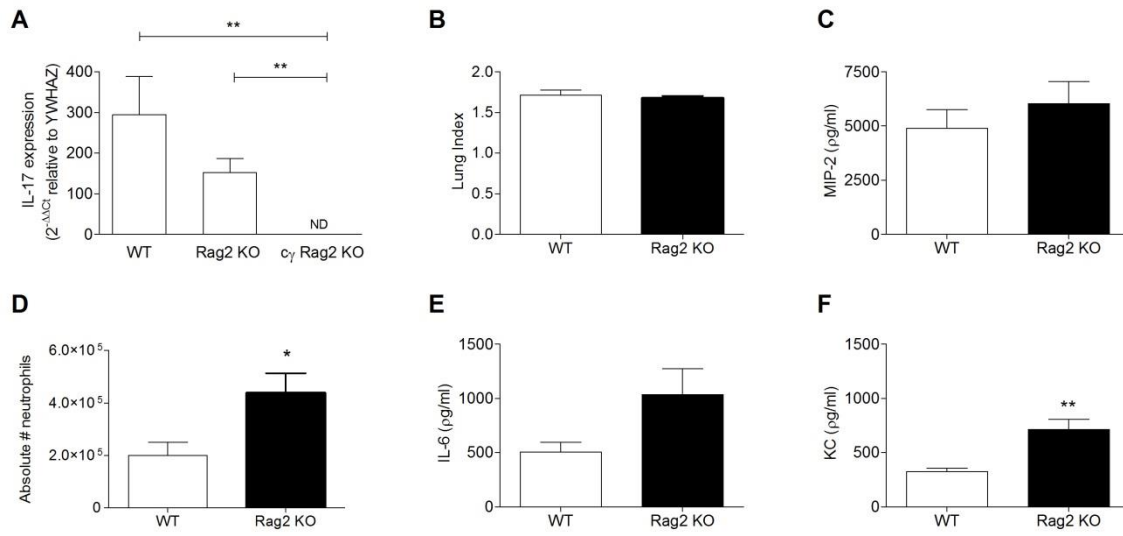 A
**
**
IL-17 expression
(2^-ΔΔCt relative to YWHAZ)
400
300
200
100
0
ND
WT Rag2 KO cγ Rag2 KO
B
Lung Index
2.0
1.5
1.0
0.5
0.0
WT Rag2 KO
C
MIP-2 (ρg/ml)
7500
5000
2500
0
WT Rag2 KO
D
Absolute # neutrophils
6.0×10^5
4.0×10^5
2.0×10^5
0
*
WT Rag2 KO
E
IL-6 (ρg/ml)
1500
1000
500
0
WT Rag2 KO
F
KC (ρg/ml)
1500
1000
500
0
**
WT Rag2 KO